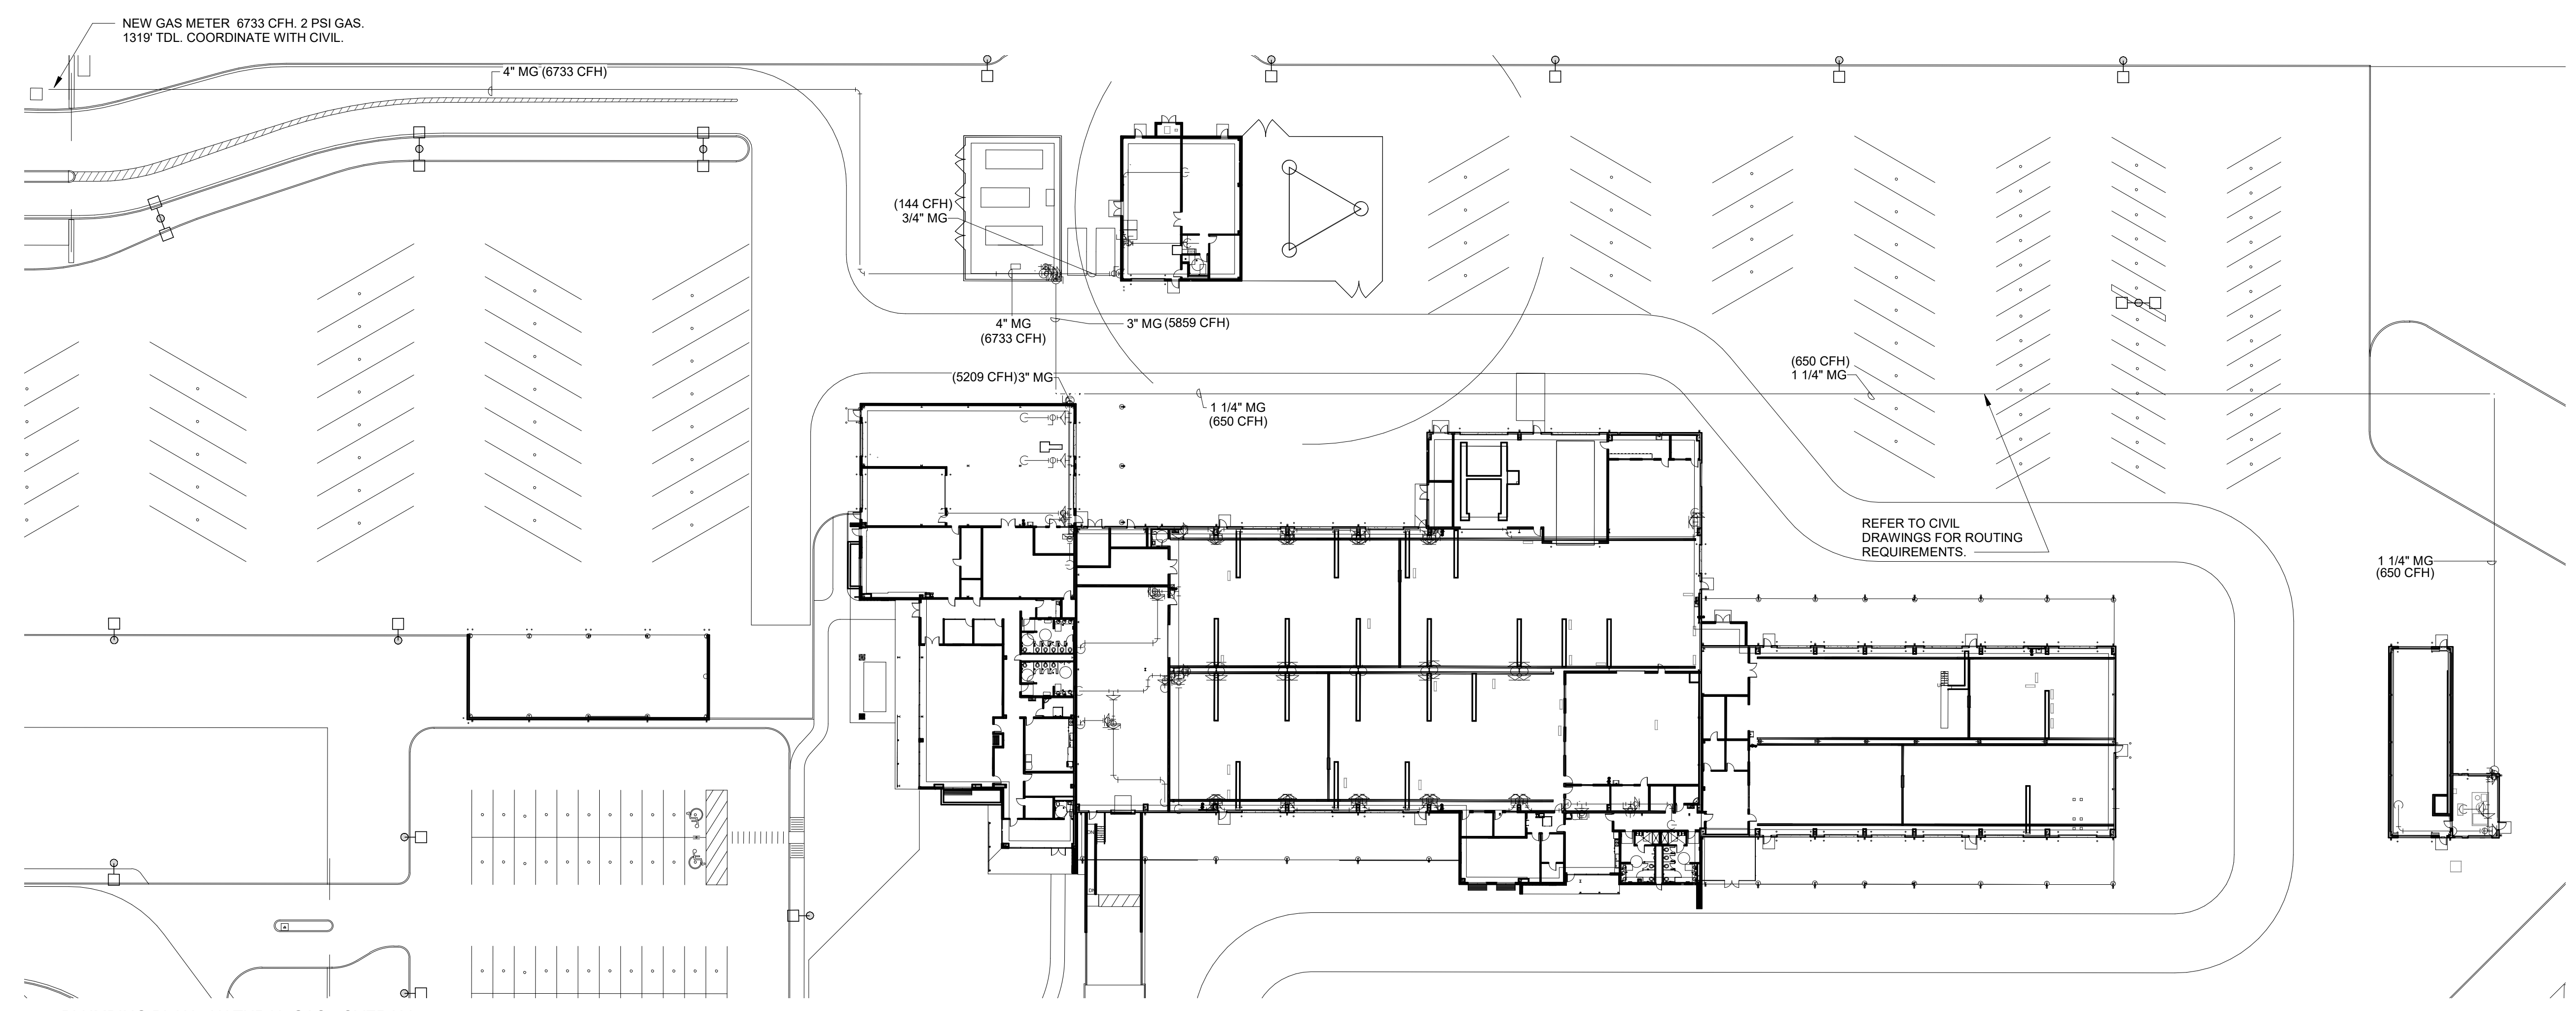 NEW GAS METER 6733 CFH. 2 PSI GAS.
1319' TDL. COORDINATE WITH CIVIL.
4" MG (6733 CFH)
(144 CFH)
3/4" MG
4" MG
(6733 CFH)
3" MG (5859 CFH)
(5209 CFH) 3" MG
1 1/4" MG
(650 CFH)
(650 CFH)
1 1/4" MG
REFER TO CIVIL
DRAWINGS FOR ROUTING
REQUIREMENTS.
1 1/4" MG
(650 CFH)
DN
DN